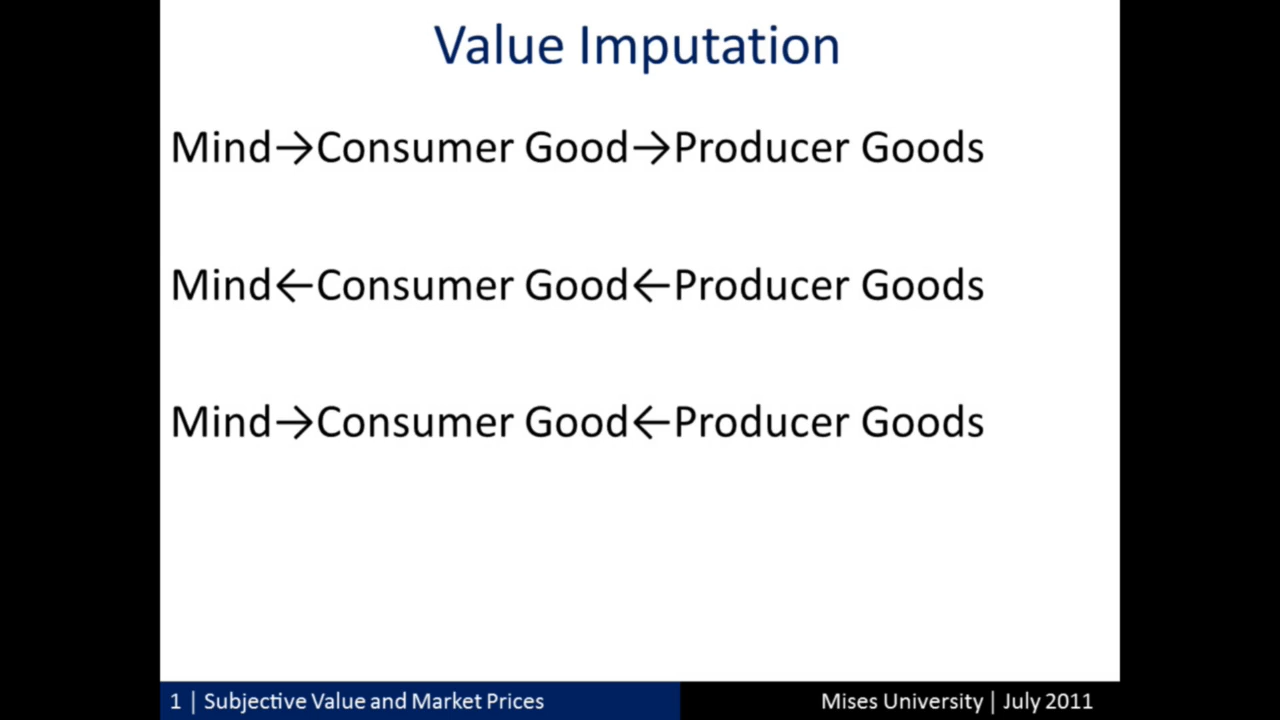 Value Imputation
Mind→Consumer Good→Producer Goods
Mind←Consumer Good←Producer Goods
Mind→Consumer Good←Producer Goods
1 | Subjective Value and Market Prices
Mises University | July 2011